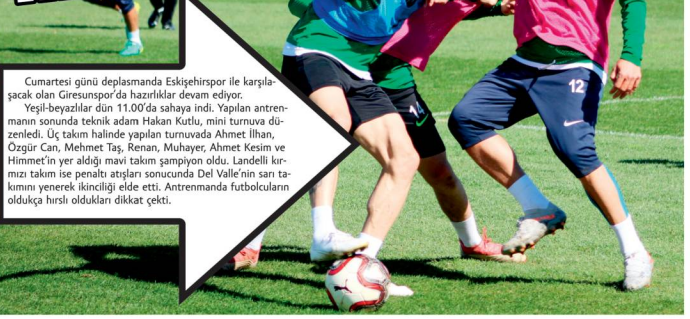 Cumartesi günü deplasmanda Eskişehirspor ile karşıla-
şacak olan Giresunspor'da hazırlıklar devam ediyor.
Yeşil-beyazlılar dün 11.00'da sahaya indi. Yapılan antren-
manın sonunda teknik adam Hakan Kutlu, mini turnuva dü-
zenledi. Üç takım halinde yapılan turnuvada Ahmet İlhan,
Özgür Can, Mehmet Taş, Renan, Muhayer, Ahmet Kesim ve
Himmet'in yer aldığı mavi takım şampiyon oldu. Landelli kır-
mızı takım ise penaltı atışları sonucunda Del Valle'nin sarı ta-
kımını yenerek ikinciliği elde etti. Antrenmanda futbolcuların
oldukça hırslı oldukları dikkat çekti.
12
14